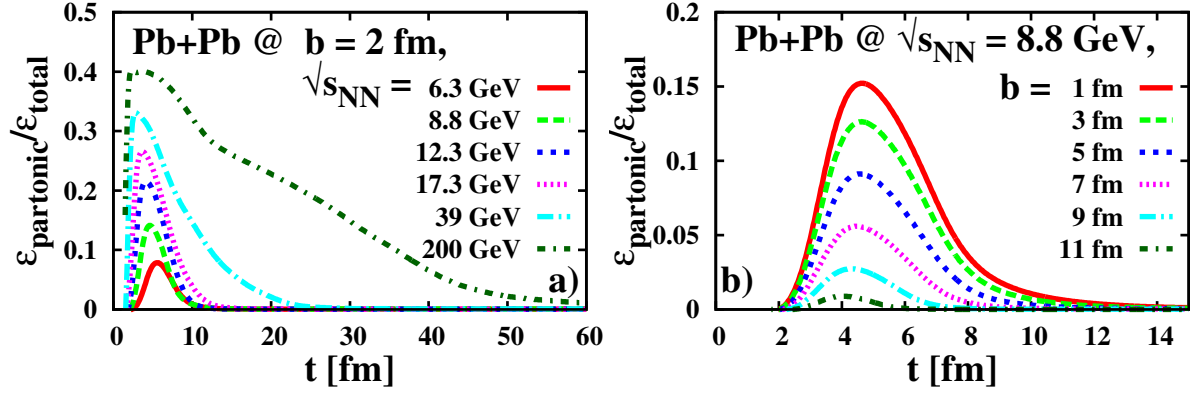 Pb+Pb @ b = 2 fm,
√sNN =
6.3 GeV
8.8 GeV
12.3 GeV
17.3 GeV
39 GeV
200 GeV
a)
εpartonic/εtotal
0.5
0.4
0.3
0.2
0.1
0
0 10 20 30 40 50 60
t [fm]
Pb+Pb @ √sNN = 8.8 GeV,
b = 1 fm
3 fm
5 fm
7 fm
9 fm
11 fm
b)
εpartonic/εtotal
0.2
0.15
0.1
0.05
0
0 2 4 6 8 10 12 14
t [fm]